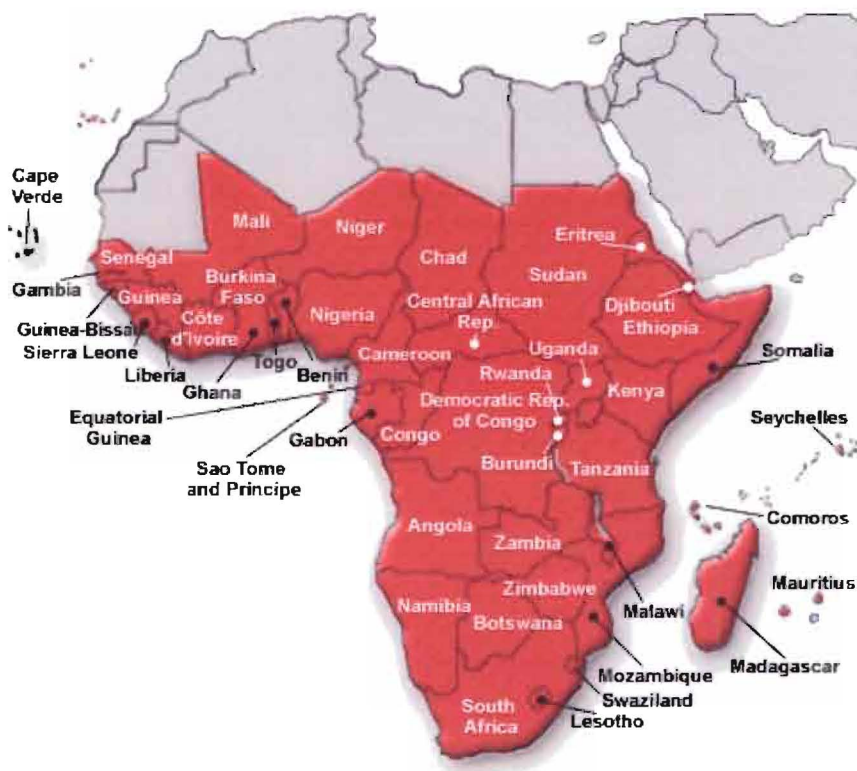 Cape
Verde
Mali
Niger
Eritrea
Senegal
Chad
Sudan
Gambia
Burkina
Faso
Guinea
Djibouti
Nigeria
Central African
Rep.
Ethiopia
Côte
d'Ivoire
Guinea-Bissau
Sierra Leone
Liberia
Togo
Ghana
Benin
Cameroon
Uganda
Somalia
Rwanda
Kenya
Equatorial
Guinea
Democratic Rep.
of Congo
Gabon
Congo
Seychelles
Sao Tome
and Principe
Burundi
Tanzania
Comoros
Angola
Zambia
Mauritius
Zimbabwe
Malawi
Namibia
Botswana
Madagascar
Mozambique
Swaziland
South
Africa
Lesotho